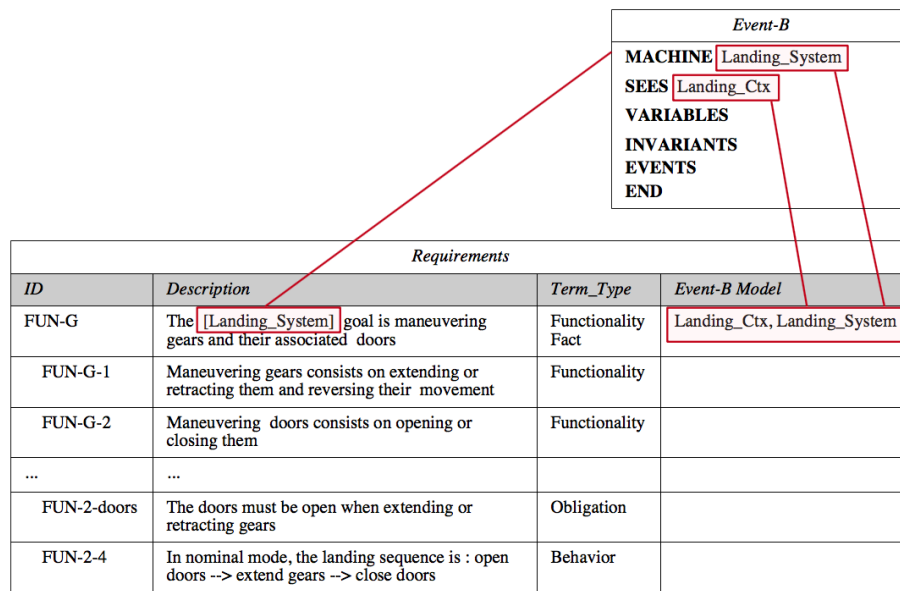 Event-B
MACHINE Landing_System
SEES Landing_Ctx
VARIABLES
INVARIANTS
EVENTS
END
Requirements
ID Description Term_Type Event-B Model
FUN-G The [Landing_System] goal is maneuvering Functionality Landing_Ctx, Landing_System
gears and their associated doors Fact
FUN-G-1 Maneuvering gears consists on extending or Functionality
retracting them and reversing their movement
FUN-G-2 Maneuvering doors consists on opening or Functionality
closing them
... ...
FUN-2-doors The doors must be open when extending or Obligation
retracting gears
FUN-2-4 In nominal mode, the landing sequence is : open Behavior
doors --> extend gears --> close doors